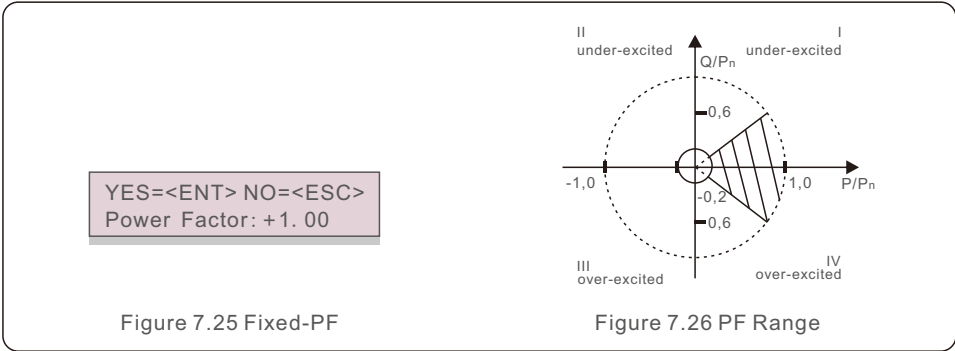 YES=<ENT> NO=<ESC>
Power Factor: +1. 00
Figure 7.25 Fixed-PF
II
under-excited
I
under-excited
Q/Pn
0,6
-1,0
-0,2
1,0
P/Pn
0,6
III
over-excited
IV
over-excited
Figure 7.26 PF Range